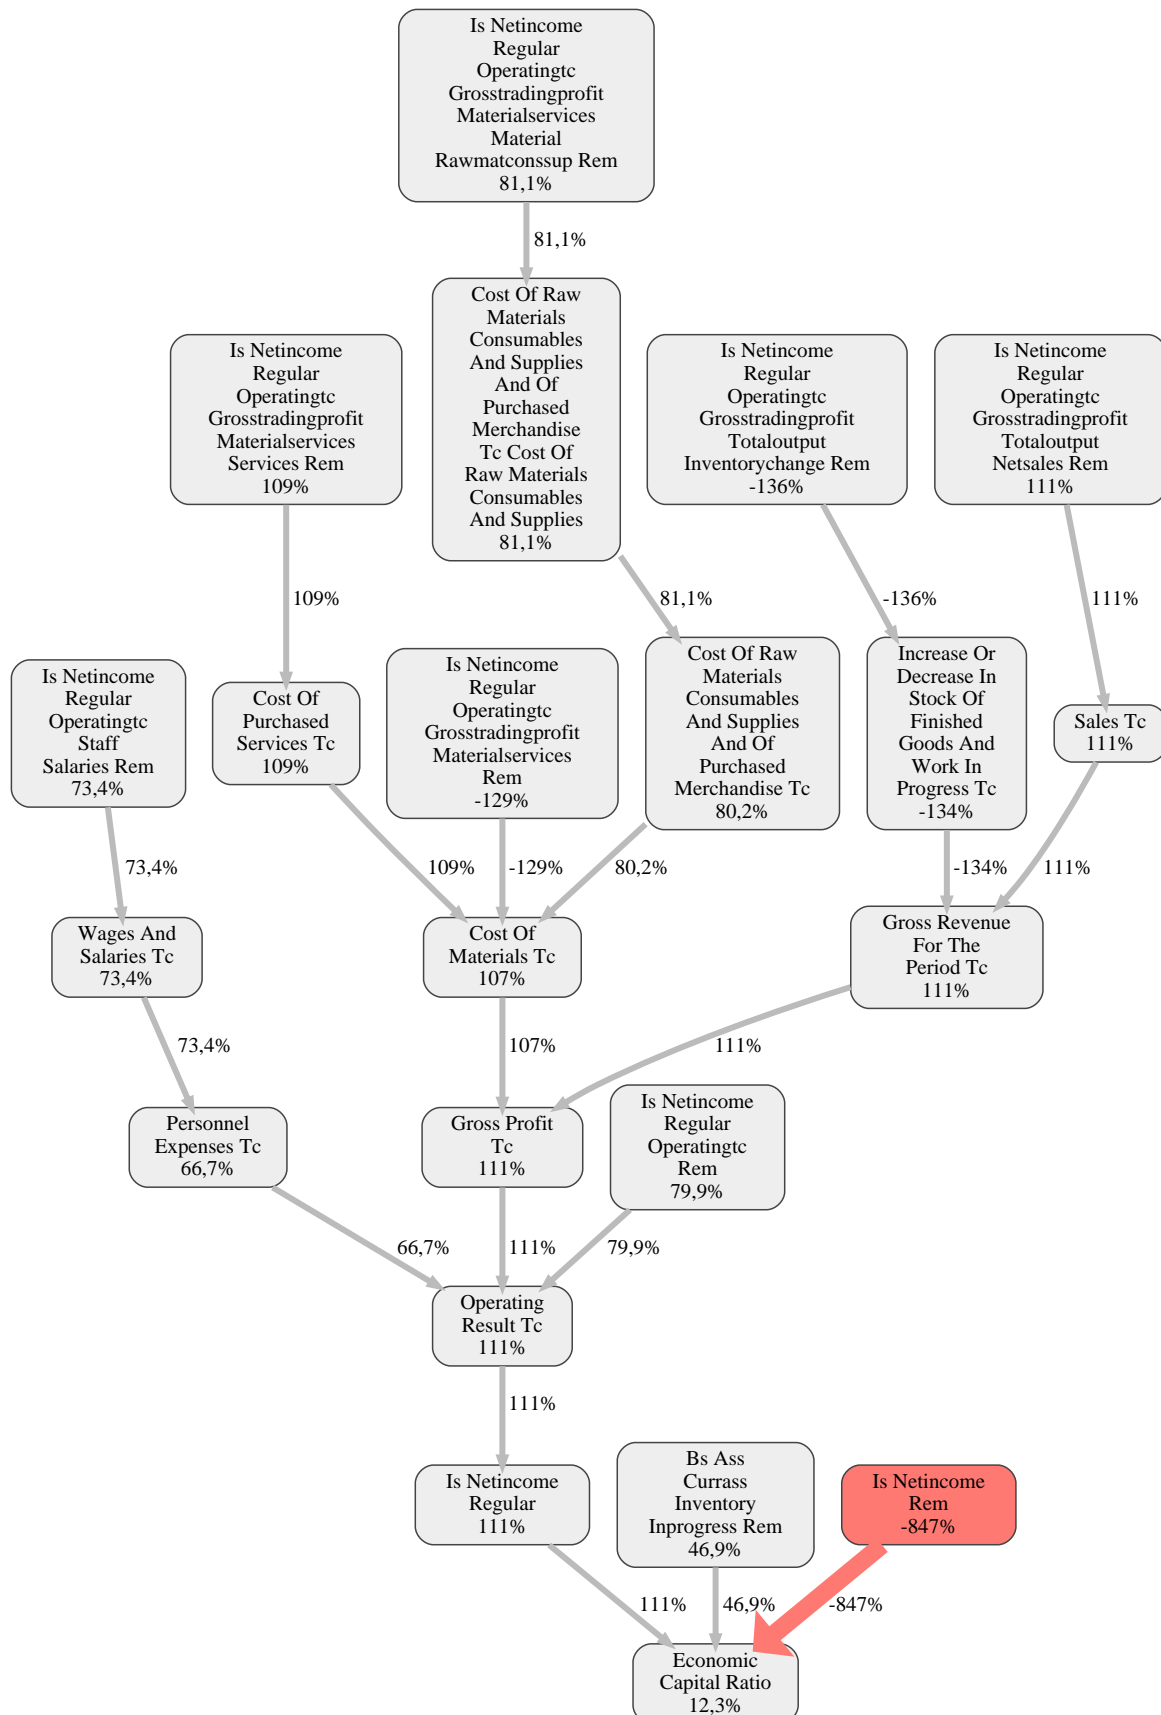 Is Netincome
Regular
Operatingtc
Grosstradingprofit
Materialservices
Material
Rawmatconssup Rem
81,1%
81,1%
Cost Of Raw
Materials
Consumables
And Supplies
And Of
Purchased
Merchandise
Tc Cost Of
Raw Materials
Consumables
And Supplies
81,1%
Is Netincome
Regular
Operatingtc
Grosstradingprofit
Materialservices
Services Rem
109%
Is Netincome
Regular
Operatingtc
Grosstradingprofit
Totaloutput
Inventorychange Rem
-136%
Is Netincome
Regular
Operatingtc
Grosstradingprofit
Totaloutput
Netsales Rem
111%
109%
81,1%
-136%
111%
Is Netincome
Regular
Operatingtc
Staff
Salaries Rem
73,4%
Cost Of
Purchased
Services Tc
109%
Is Netincome
Regular
Operatingtc
Grosstradingprofit
Materialservices
Rem
-129%
Cost Of Raw
Materials
Consumables
And Supplies
And Of
Purchased
Merchandise Tc
80,2%
Increase Or
Decrease In
Stock Of
Finished
Goods And
Work In
Progress Tc
-134%
Sales Tc
111%
73,4%
109%
-129%
80,2%
-134%
111%
Wages And
Salaries Tc
73,4%
Cost Of
Materials Tc
107%
Gross Revenue
For The
Period Tc
111%
73,4%
107%
111%
Personnel
Expenses Tc
66,7%
Gross Profit
Tc
111%
Is Netincome
Regular
Operatingtc
Rem
79,9%
66,7%
111%
79,9%
Operating
Result Tc
111%
111%
Is Netincome
Regular
111%
Bs Ass
Currass
Inventory
Inprogress Rem
46,9%
Is Netincome
Rem
-847%
111%
46,9%
-847%
Economic
Capital Ratio
12,3%